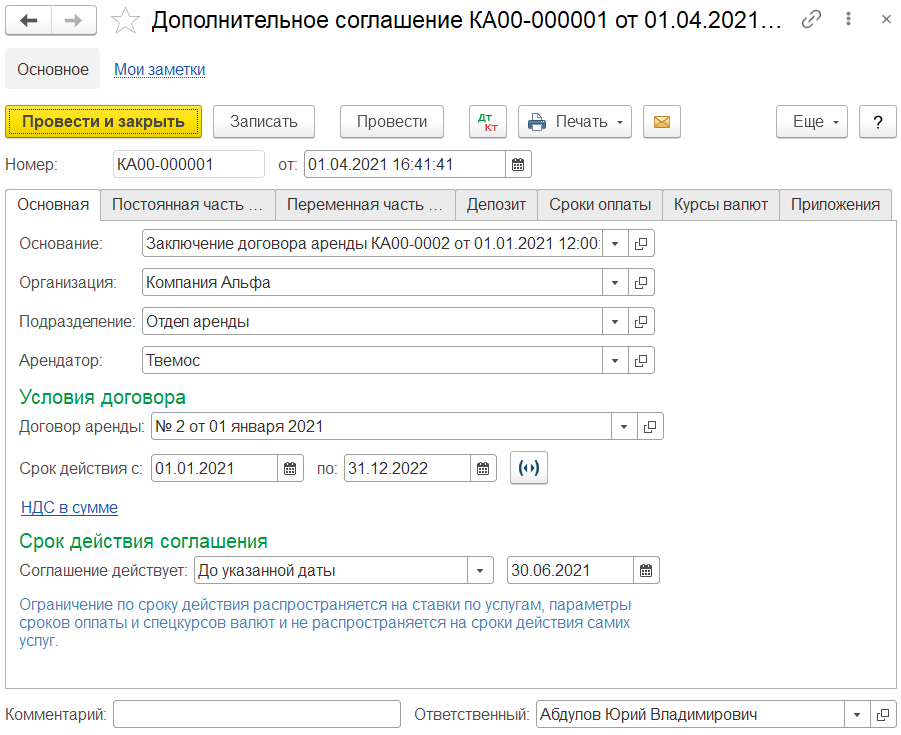 Дополнительное соглашение КА00-000001 от 01.04.2021...
Основное Мои заметки
Провести и закрыть Записать Провести Дт Кт Печать Еще ?
Номер: КА00-000001 от: 01.04.2021 16:41:41
Основная Постоянная часть ... Переменная часть ... Депозит Сроки оплаты Курсы валют Приложения
Основание: Заключение договора аренды КА00-0002 от 01.01.2021 12:00:
Организация: Компания Альфа
Подразделение: Отдел аренды
Арендатор: Твемос
Условия договора
Договор аренды: № 2 от 01 января 2021
Срок действия с: 01.01.2021 по: 31.12.2022
НДС в сумме
Срок действия соглашения
Соглашение действует: До указанной даты 30.06.2021
Ограничение по сроку действия распространяется на ставки по услугам, параметры
сроков оплаты и спецкурсов валют и не распространяется на сроки действия самих
услуг.
Комментарий: Ответственный: Абдулов Юрий Владимирович